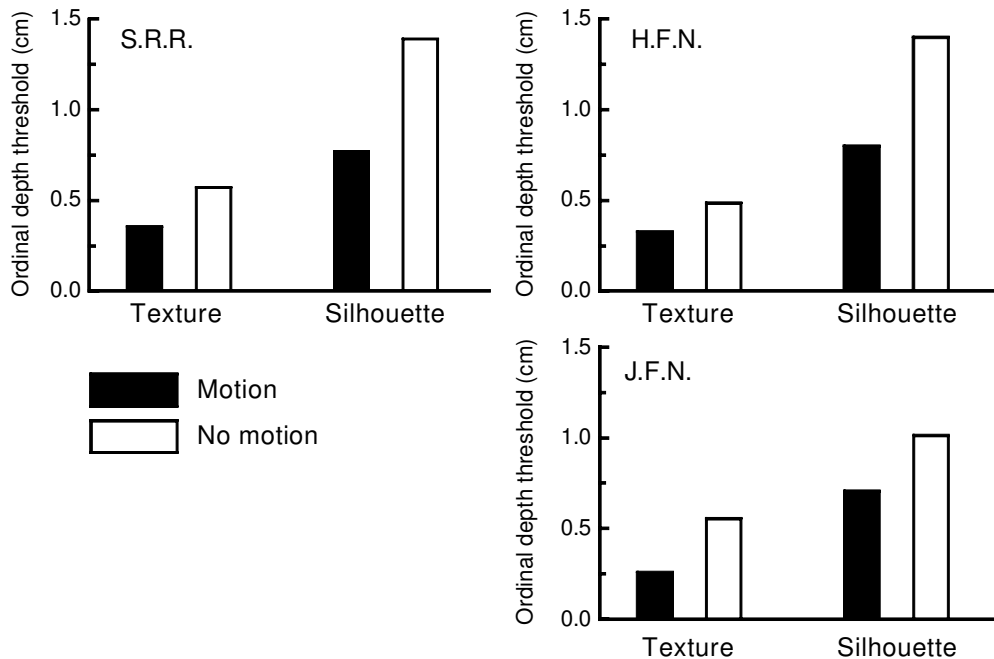 Ordinal depth threshold (cm)
1.5
1.0
0.5
0.0
S.R.R.
Texture
Silhouette
Ordinal depth threshold (cm)
1.5
1.0
0.5
0.0
H.F.N.
Texture
Silhouette
Motion
No motion
Ordinal depth threshold (cm)
1.5
1.0
0.5
0.0
J.F.N.
Texture
Silhouette